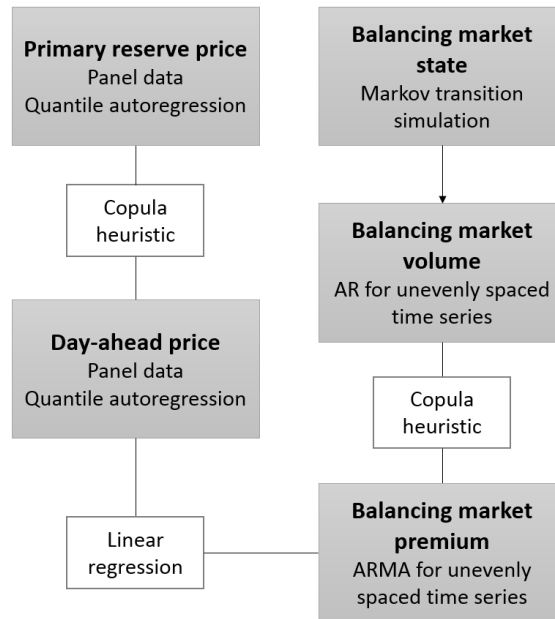 Primary reserve price
Panel data
Quantile autoregression
Copula
heuristic
Day-ahead price
Panel data
Quantile autoregression
Linear
regression
Balancing market
state
Markov transition
simulation
Balancing market
volume
AR for unevenly spaced
time series
Copula
heuristic
Balancing market
premium
ARMA for unevenly
spaced time series